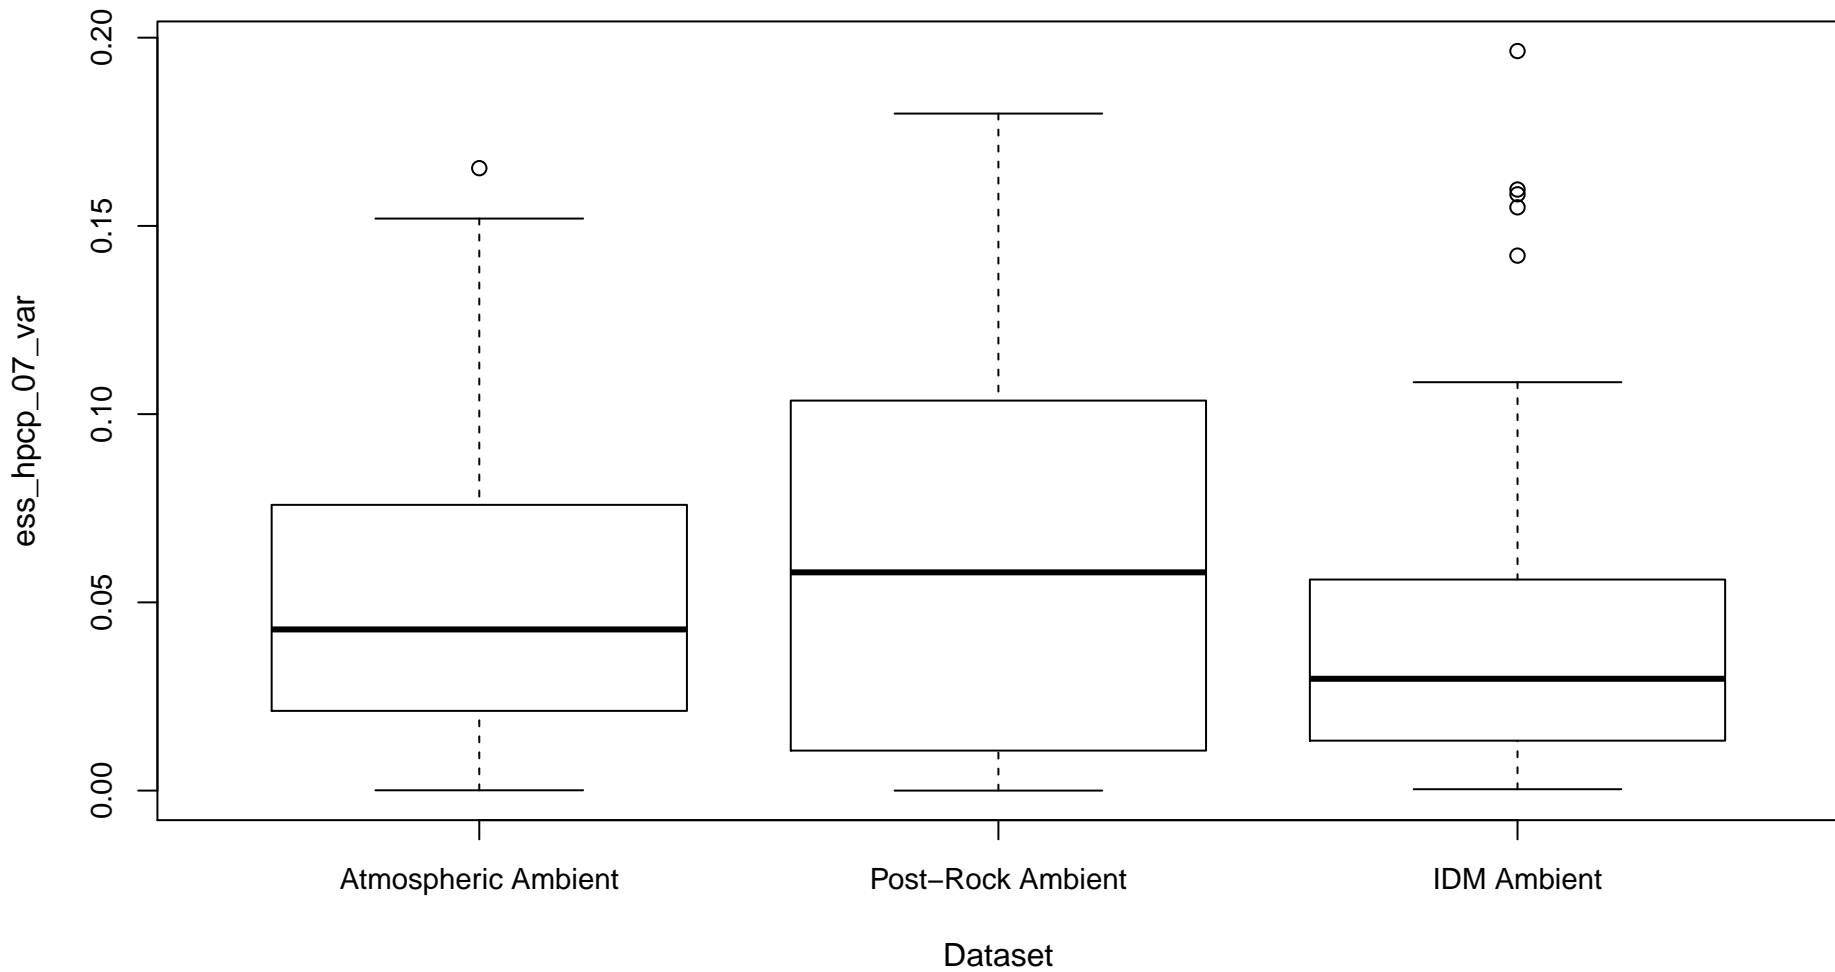 ess_hpcp_07_var
0.20
0.15
0.10
0.05
0.00
Atmospheric Ambient
Post−Rock Ambient
IDM Ambient
Dataset